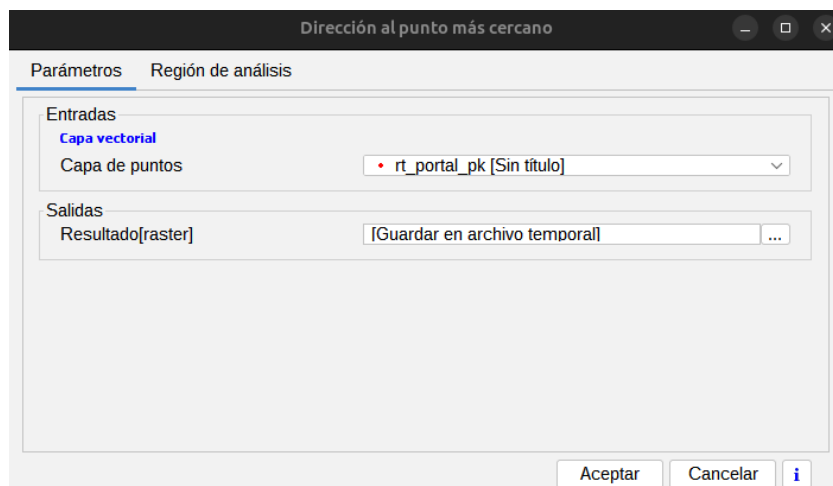 Dirección al punto más cercano
Parámetros Región de análisis
Entradas
Capa vectorial
Capa de puntos rt_portal_pk [Sin título]
Salidas
Resultado[raster] [Guardar en archivo temporal] ...
Aceptar Cancelar i